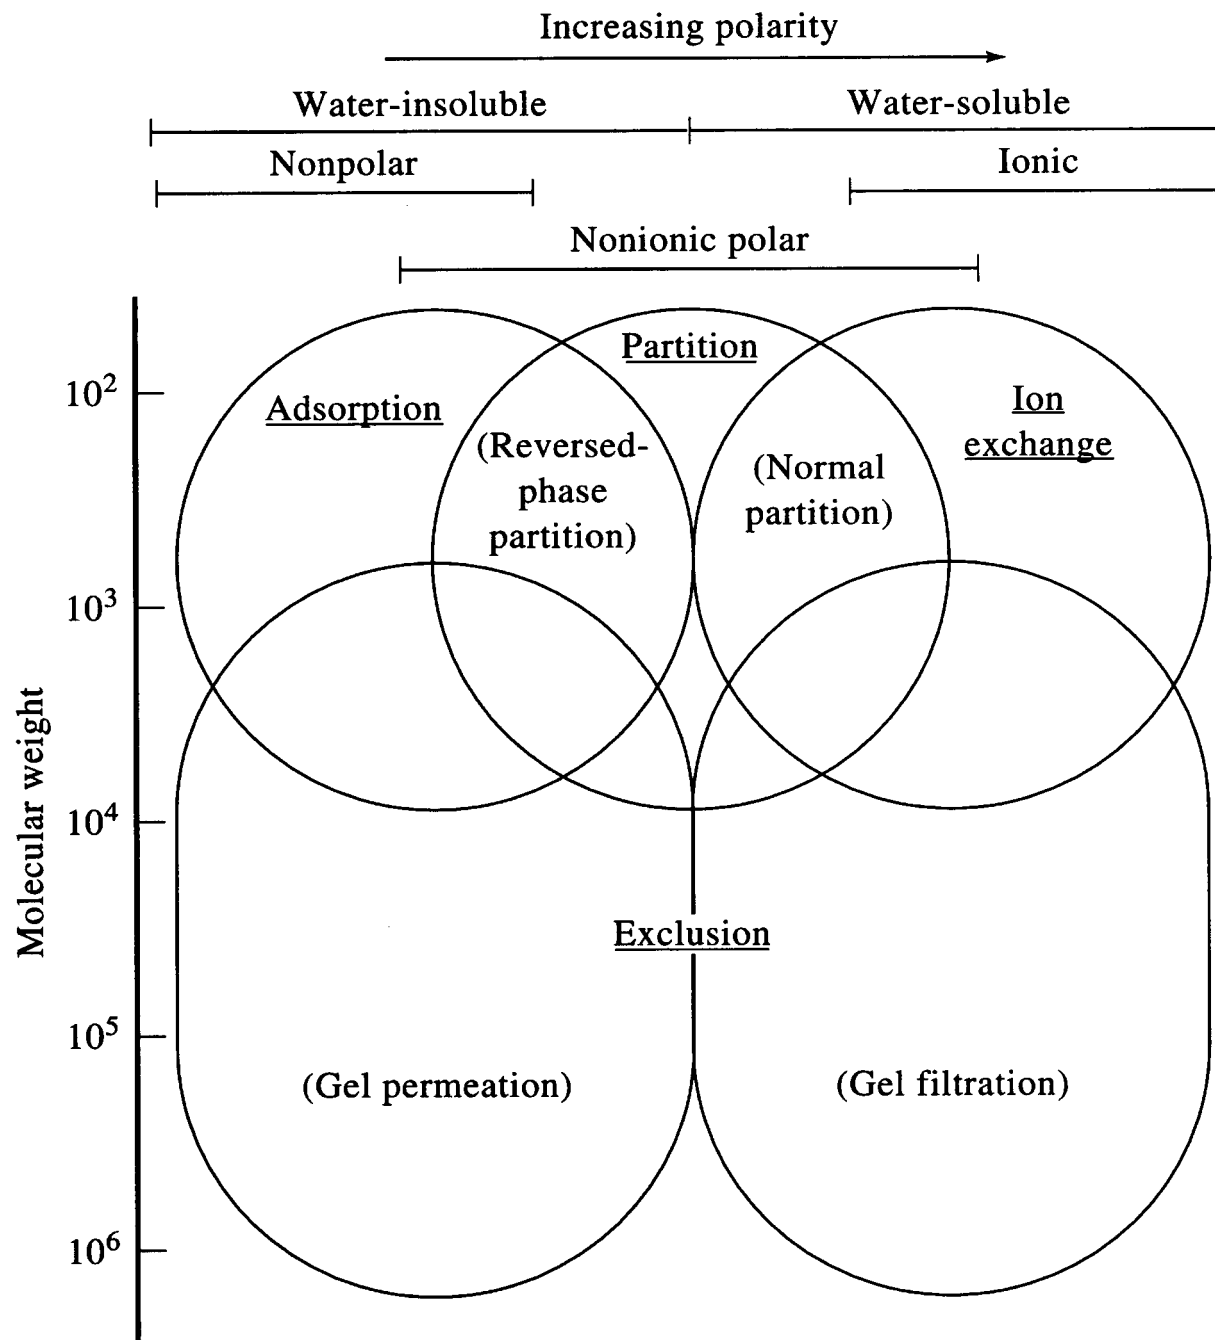 Increasing polarity
Water-insoluble
Water-soluble
Nonpolar
Ionic
Nonionic polar
Partition
10²
Adsorption
Ion
exchange
(Reversed-
phase
partition)
(Normal
partition)
10³
Molecular weight
10⁴
Exclusion
10⁵
(Gel permeation)
(Gel filtration)
10⁶